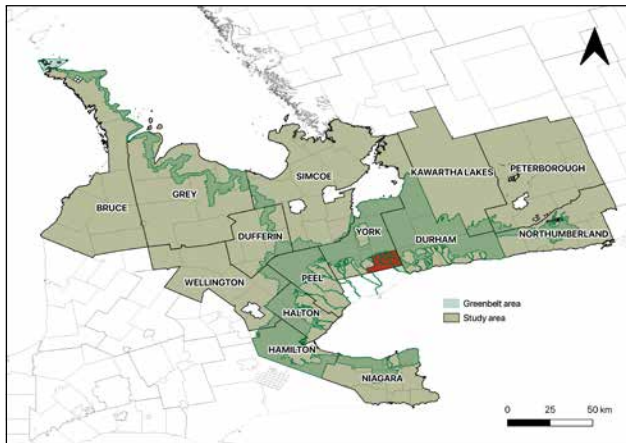 SIMCOE
KAWARTHA LAKES
PETERBOROUGH
GREY
BRUCE
YORK
DUFFERIN
DURHAM
NORTHUMBERLAND
WELLINGTON
PEEL
Greenbelt area
Study area
HALTON
HAMILTON
NIAGARA
0 25 50 km